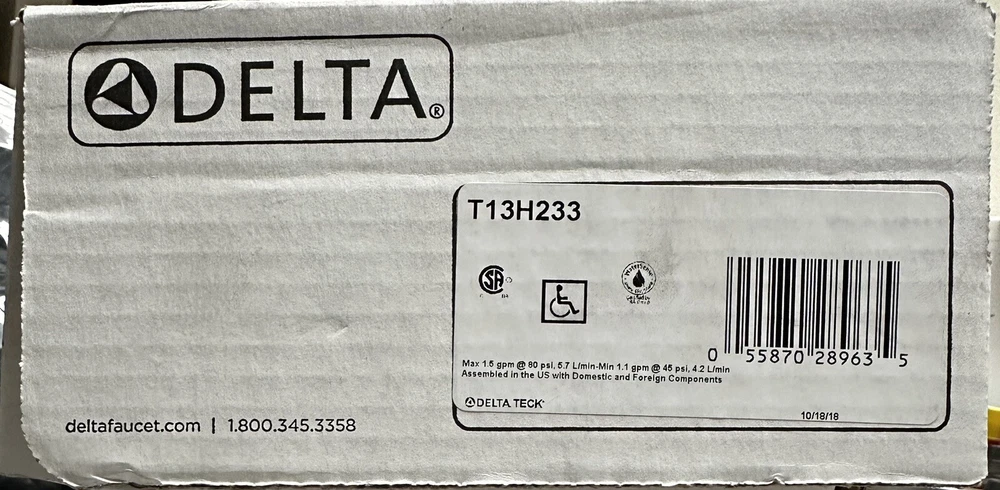 DELTA®
T13H233
WaterSense
0 55870 28963 5
Max 1.5 gpm @ 80 psi, 5.7 L/min-Min 1.1 gpm @ 45 psi, 4.2 L/min
Assembled in the US with Domestic and Foreign Components
DELTA TECK
10/18/18
deltafaucet.com | 1.800.345.3358